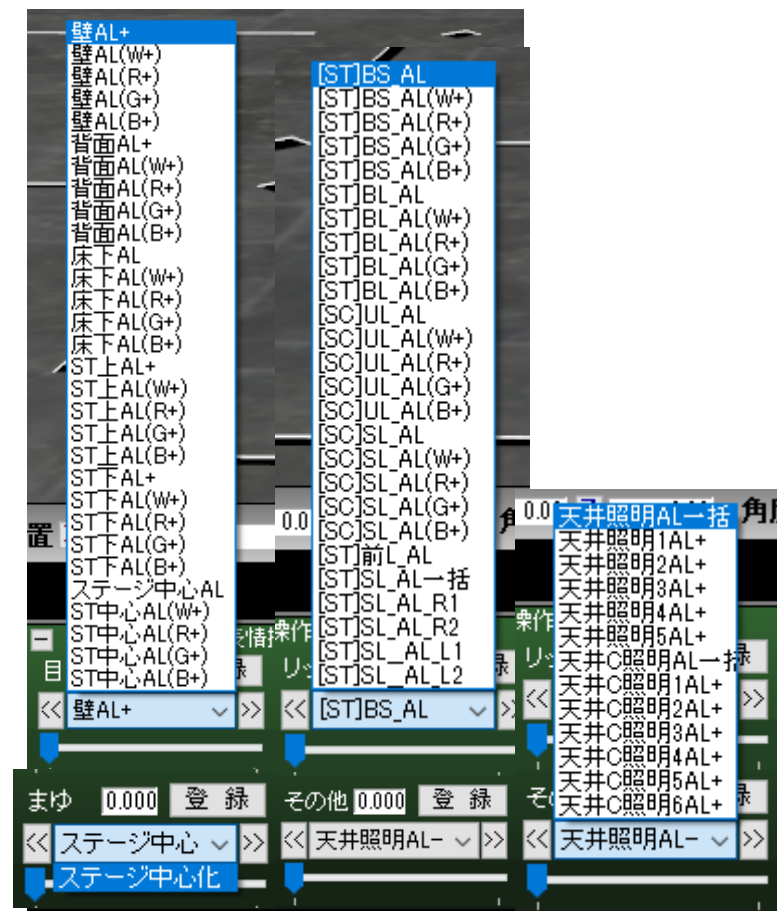 壁AL+
壁AL(W+)
壁AL(R+)
壁AL(G+)
壁AL(B+)
背面AL+
背面AL(W+)
背面AL(R+)
背面AL(G+)
背面AL(B+)
床下AL
床下AL(W+)
床下AL(R+)
床下AL(G+)
床下AL(B+)
ST上AL+
ST上AL(W+)
ST上AL(R+)
ST上AL(G+)
ST上AL(B+)
ST下AL+
ST下AL(W+)
ST下AL(R+)
ST下AL(G+)
ST下AL(B+)
ステージ中心AL
ST中心AL(W+)
ST中心AL(R+)
ST中心AL(G+)
ST中心AL(B+)
置
目
<< 壁AL+ >>
[ST]BS_AL
[ST]BS_AL(W+)
[ST]BS_AL(R+)
[ST]BS_AL(G+)
[ST]BS_AL(B+)
[ST]BL_AL
[ST]BL_AL(W+)
[ST]BL_AL(R+)
[ST]BL_AL(G+)
[ST]BL_AL(B+)
[SC]UL_AL
[SC]UL_AL(W+)
[SC]UL_AL(R+)
[SC]UL_AL(G+)
[SC]UL_AL(B+)
[SC]SL_AL
[SC]SL_AL(W+)
[SC]SL_AL(R+)
[SC]SL_AL(G+)
[SC]SL_AL(B+)
[ST]前L_AL
[ST]SL_AL一括
[ST]SL_AL_R1
[ST]SL_AL_R2
[ST]SL__AL_L1
[ST]SL__AL_L2
0.0
操作
リッ
<< [ST]BS_AL
0.0
天井照明AL一括
天井照明1AL+
天井照明2AL+
天井照明3AL+
天井照明4AL+
天井照明5AL+
天井C照明AL一括
天井C照明1AL+
天井C照明2AL+
天井C照明3AL+
天井C照明4AL+
天井C照明5AL+
天井C照明6AL+
<< 天井照明AL− >>
まゆ 0.000 登 録
<< ステージ中心 >>
ステージ中心化
その他 0.000 登 録
<< 天井照明AL− >>